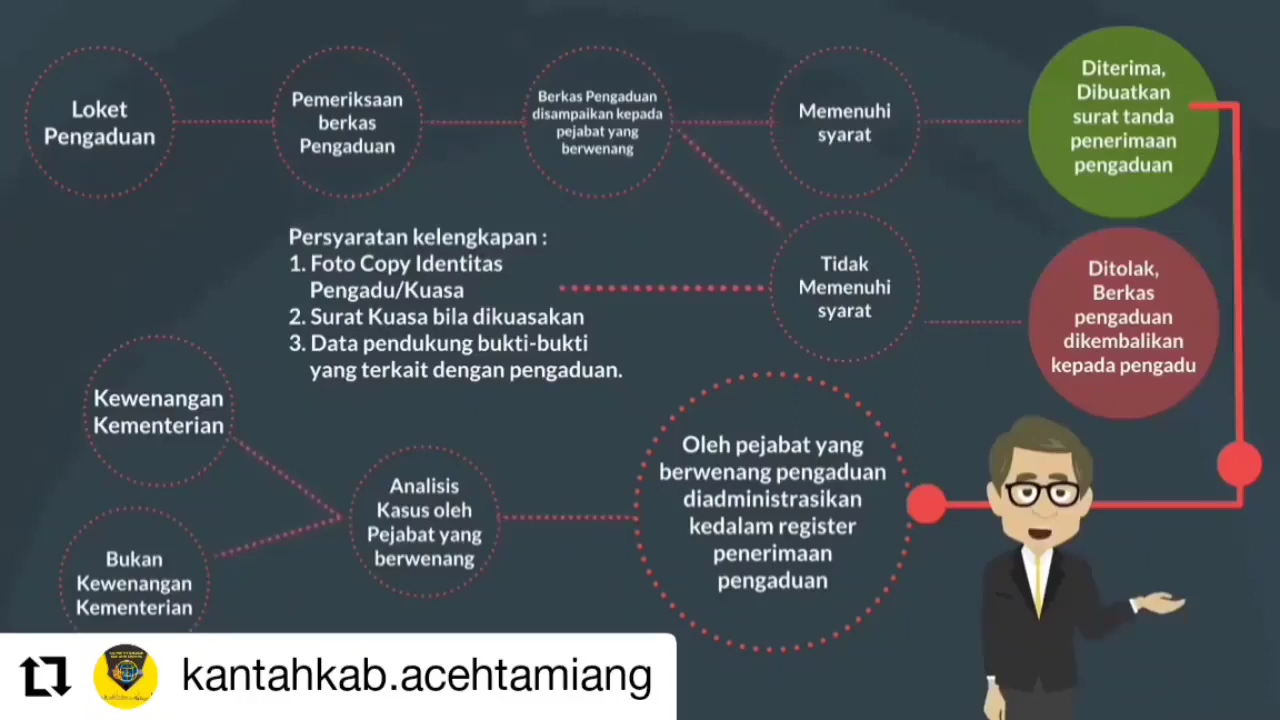 Loket
Pengaduan
Pemeriksaan
berkas
Pengaduan
Berkas Pengaduan
disampaikan kepada
pejabat yang
berwenang
Memenuhi
syarat
Diterima,
Dibuatkan
surat tanda
penerimaan
pengaduan
Persyaratan kelengkapan :
1. Foto Copy Identitas
Pengadu/Kuasa
2. Surat Kuasa bila dikuasakan
3. Data pendukung bukti-bukti
yang terkait dengan pengaduan.
Tidak
Memenuhi
syarat
Ditolak,
Berkas
pengaduan
dikembalikan
kepada pengadu
Oleh pejabat yang
berwenang pengaduan
diadministrasikan
kedalam register
penerimaan
pengaduan
Analisis
Kasus oleh
Pejabat yang
berwenang
Kewenangan
Kementerian
Bukan
Kewenangan
Kementerian
kantahkab.acehtamiang